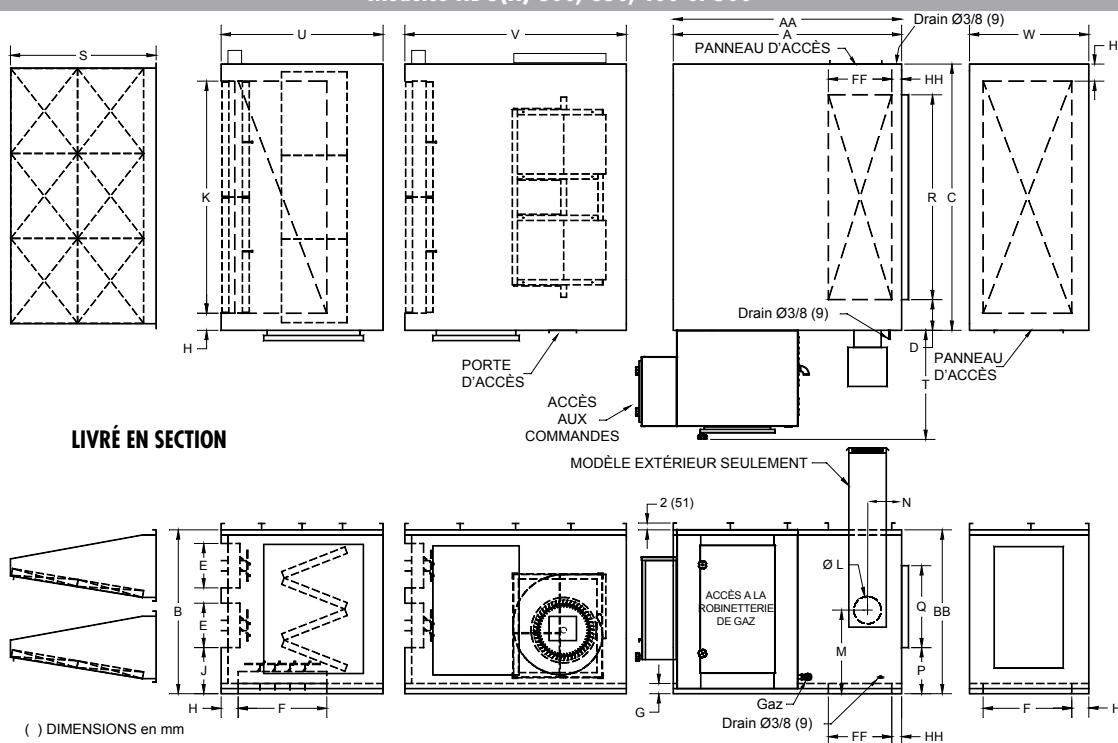 AA
S
U
V
A
W
Drain Ø3/8 (9)
PANNEAU D'ACCÈS
H
FF
HH
K
R
C
H
Drain Ø3/8 (9)
D
T
PORTE
D'ACCÈS
PANNEAU
D'ACCÈS
ACCÈS
AUX
COMMANDES
LIVRÉ EN SECTION
MODÈLE EXTÉRIEUR SEULEMENT
N
2 (51)
E
E
B
J
H
F
ACCÈS A LA
ROBINETTERIE
DE GAZ
Ø L
M
Q
P
BB
G
Gaz
Drain Ø3/8 (9)
FF
HH
F
H
( ) DIMENSIONS en mm